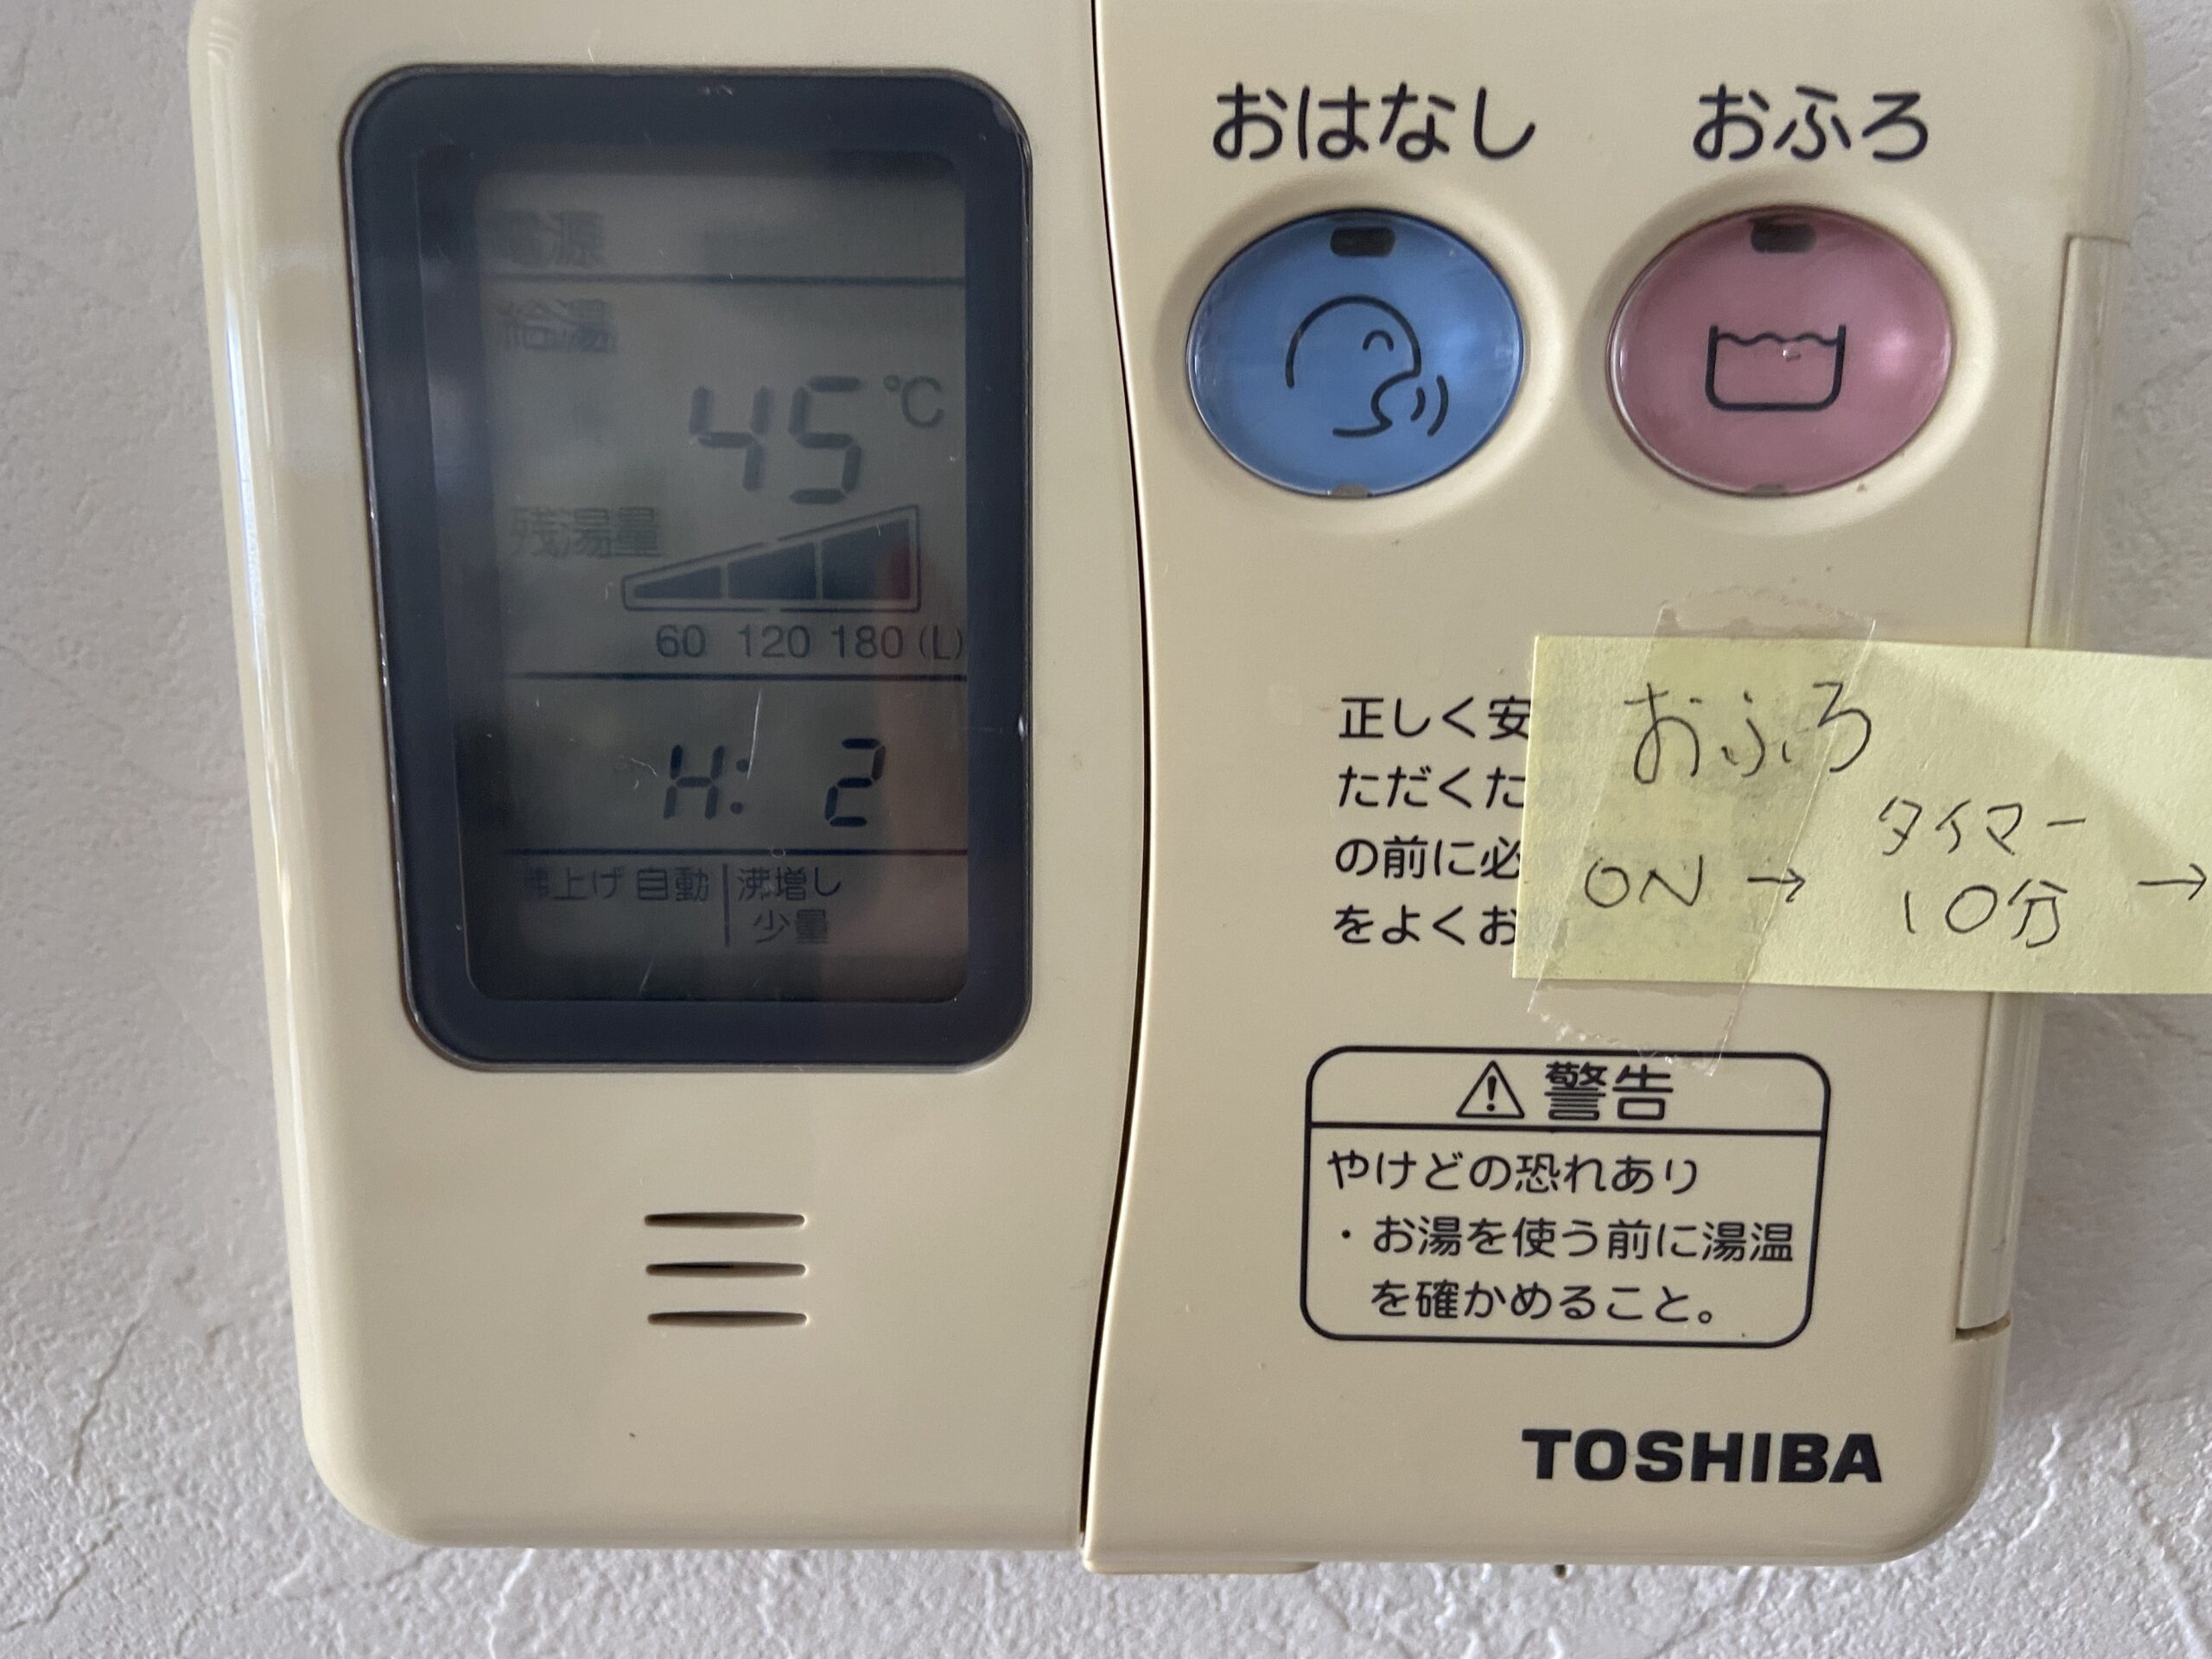 電源
給湯
45℃
残湯量
60 120 180 (L)
H: 2
沸上げ 自動 沸増し
少量
おはなし おふろ
正しく安
ただくた
の前に必
をよくお
おふろ
タイマー
ON → 10分 →
⚠ 警告
やけどの恐れあり
・お湯を使う前に湯温
を確かめること。
TOSHIBA